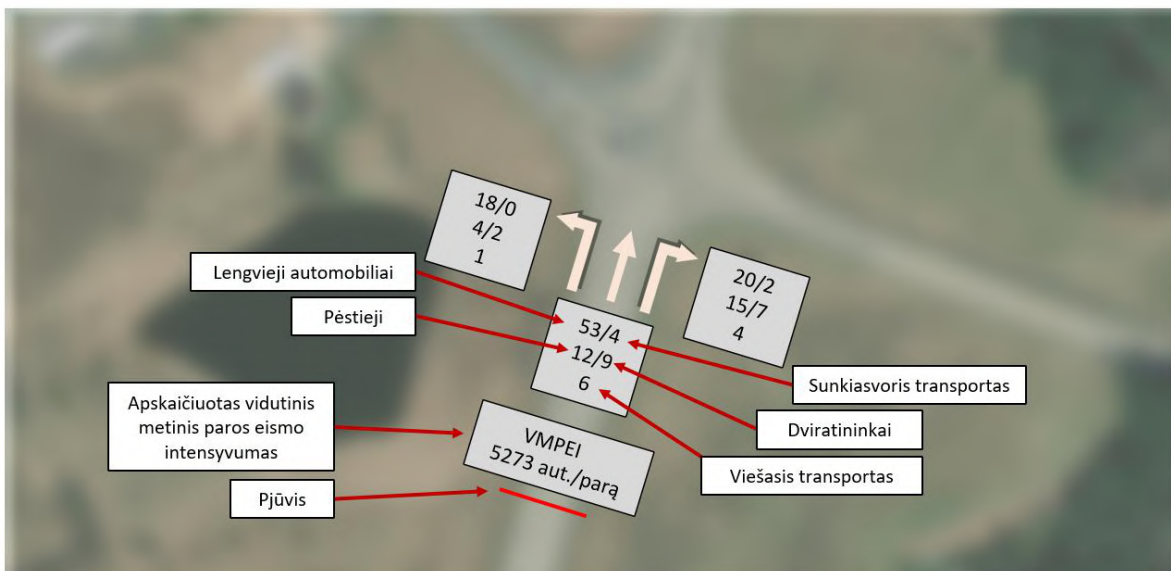 18/0
4/2
1
20/2
15/7
4
Lengvieji automobiliai
Pėstieji
53/4
12/9
6
Sunkiasvoris transportas
Apskaičiuotas vidutinis
metinis paros eismo
intensyvumas
VMPEI
5273 aut./parą
Dviratininkai
Viešasis transportas
Pjūvis